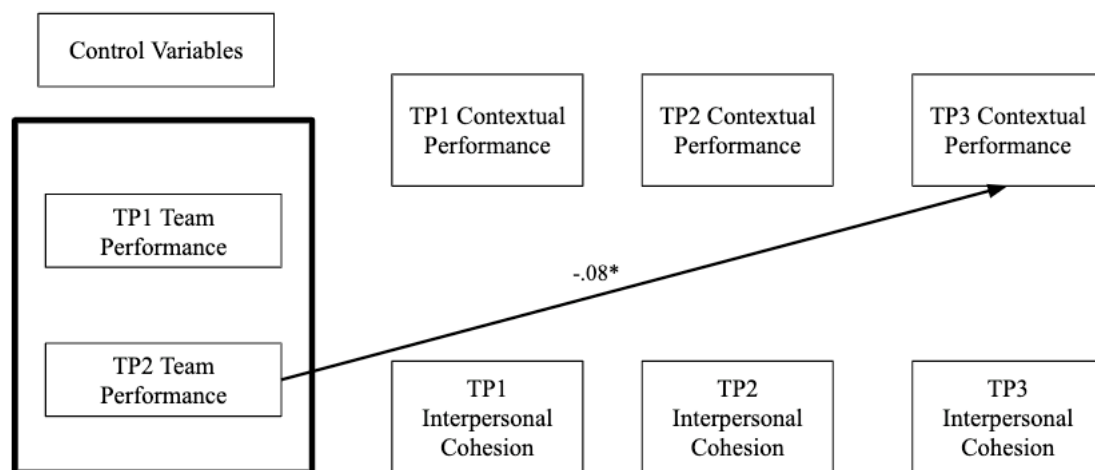 Control Variables
TP1 Contextual
Performance
TP2 Contextual
Performance
TP3 Contextual
Performance
TP1 Team
Performance
-.08*
TP2 Team
Performance
TP1
Interpersonal
Cohesion
TP2
Interpersonal
Cohesion
TP3
Interpersonal
Cohesion